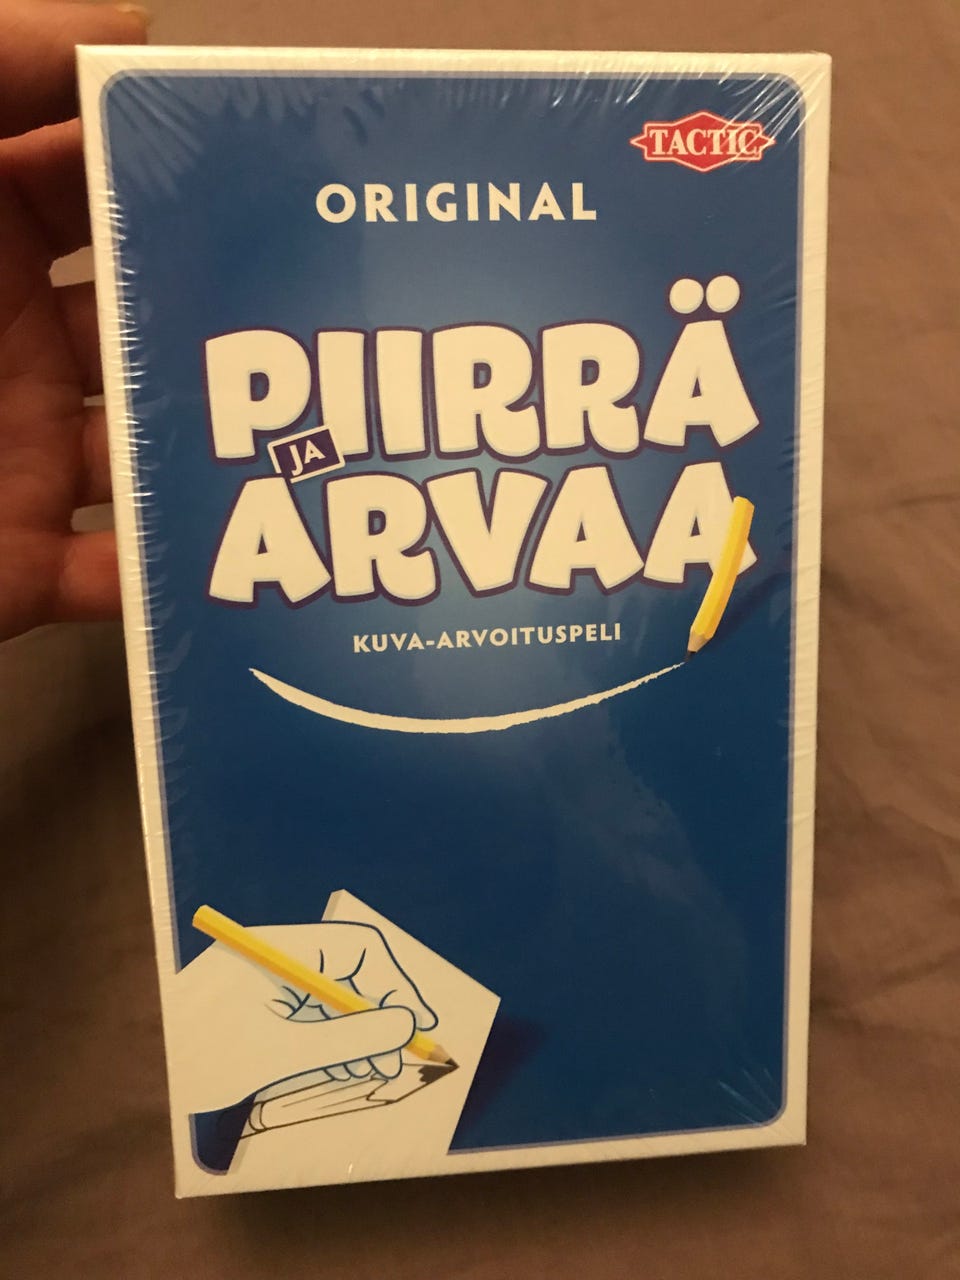 TACTIC
ORIGINAL
PIIRRÄ
JA
ARVAA
KUVA-ARVOITUSPELI